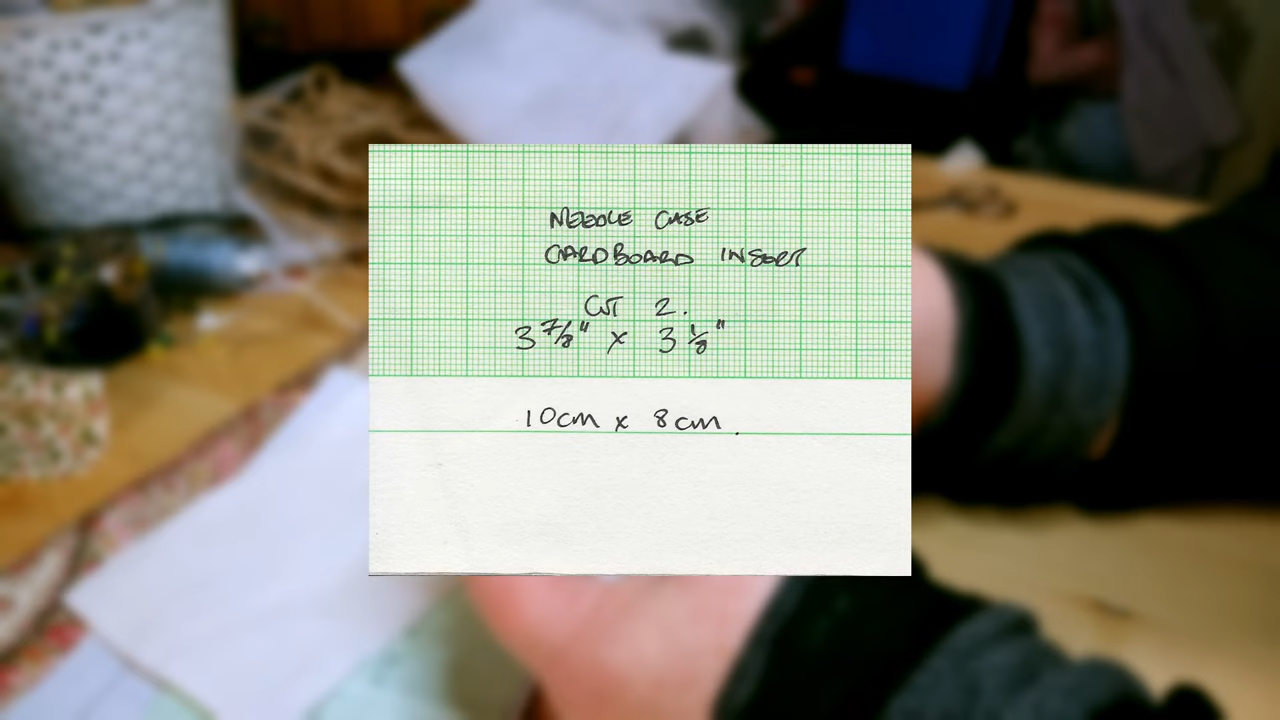 NEEDLE CASE
CARDBOARD INSERT
CUT 2.
3 7/8" x 3 1/8"
10cm x 8cm.